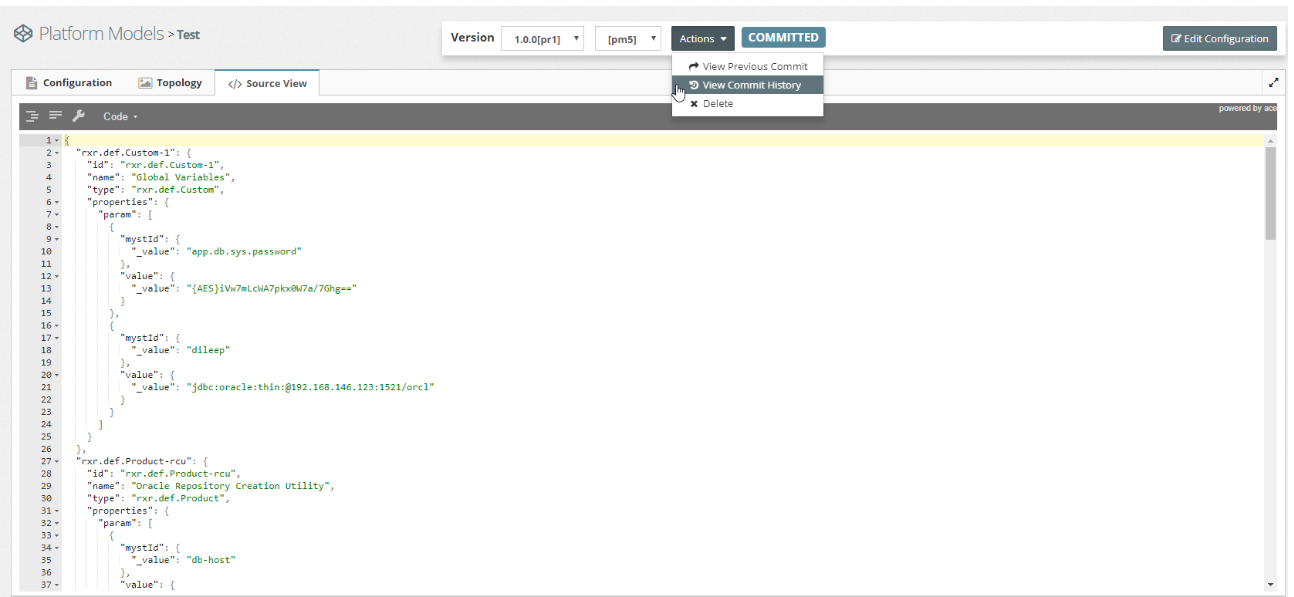 Platform Models > Test
Version 1.0.0[pr1] [pm5] Actions COMMITTED Edit Configuration
View Previous Commit
View Commit History
Delete
Configuration Topology </> Source View
Code
powered by ace
1 {
2 "rxr.def.Custom-1": {
3 "id": "rxr.def.Custom-1",
4 "name": "Global Variables",
5 "type": "rxr.def.Custom",
6 "properties": {
7 "param": [
8 {
9 "mystId": {
10 "_value": "app.db.sys.password"
11 },
12 "value": {
13 "_value": "{AES}iVw7mLcWA7pkx0W7a/7Ghg=="
14 }
15 },
16 {
17 "mystId": {
18 "_value": "dileep"
19 },
20 "value": {
21 "_value": "jdbc:oracle:thin:@192.168.146.123:1521/orcl"
22 }
23 }
24 ]
25 }
26 },
27 "rxr.def.Product-rcu": {
28 "id": "rxr.def.Product-rcu",
29 "name": "Oracle Repository Creation Utility",
30 "type": "rxr.def.Product",
31 "properties": {
32 "param": [
33 {
34 "mystId": {
35 "_value": "db-host"
36 },
37 "value": {